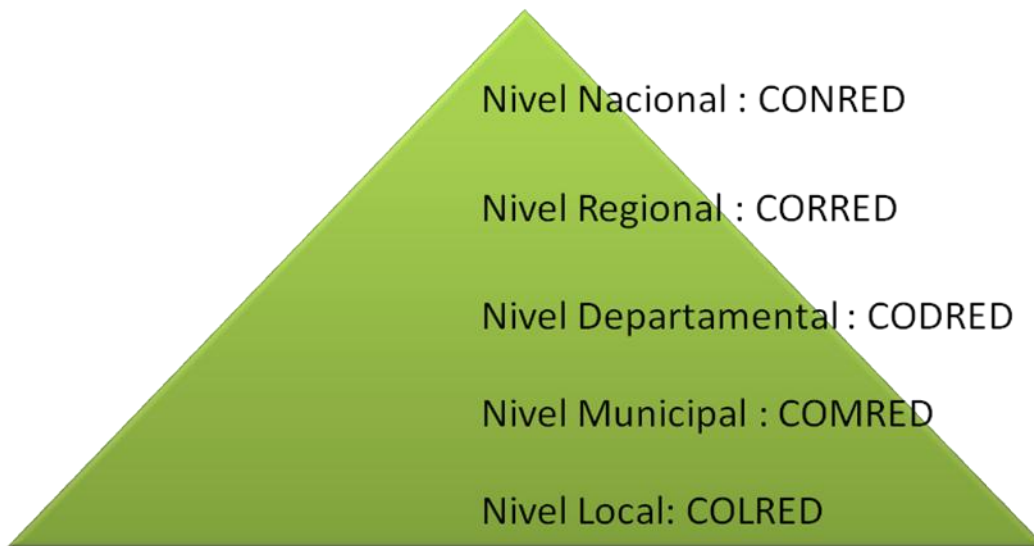 Nivel Nacional : CONRED
Nivel Regional : CORRED
Nivel Departamental : CODRED
Nivel Municipal : COMRED
Nivel Local: COLRED